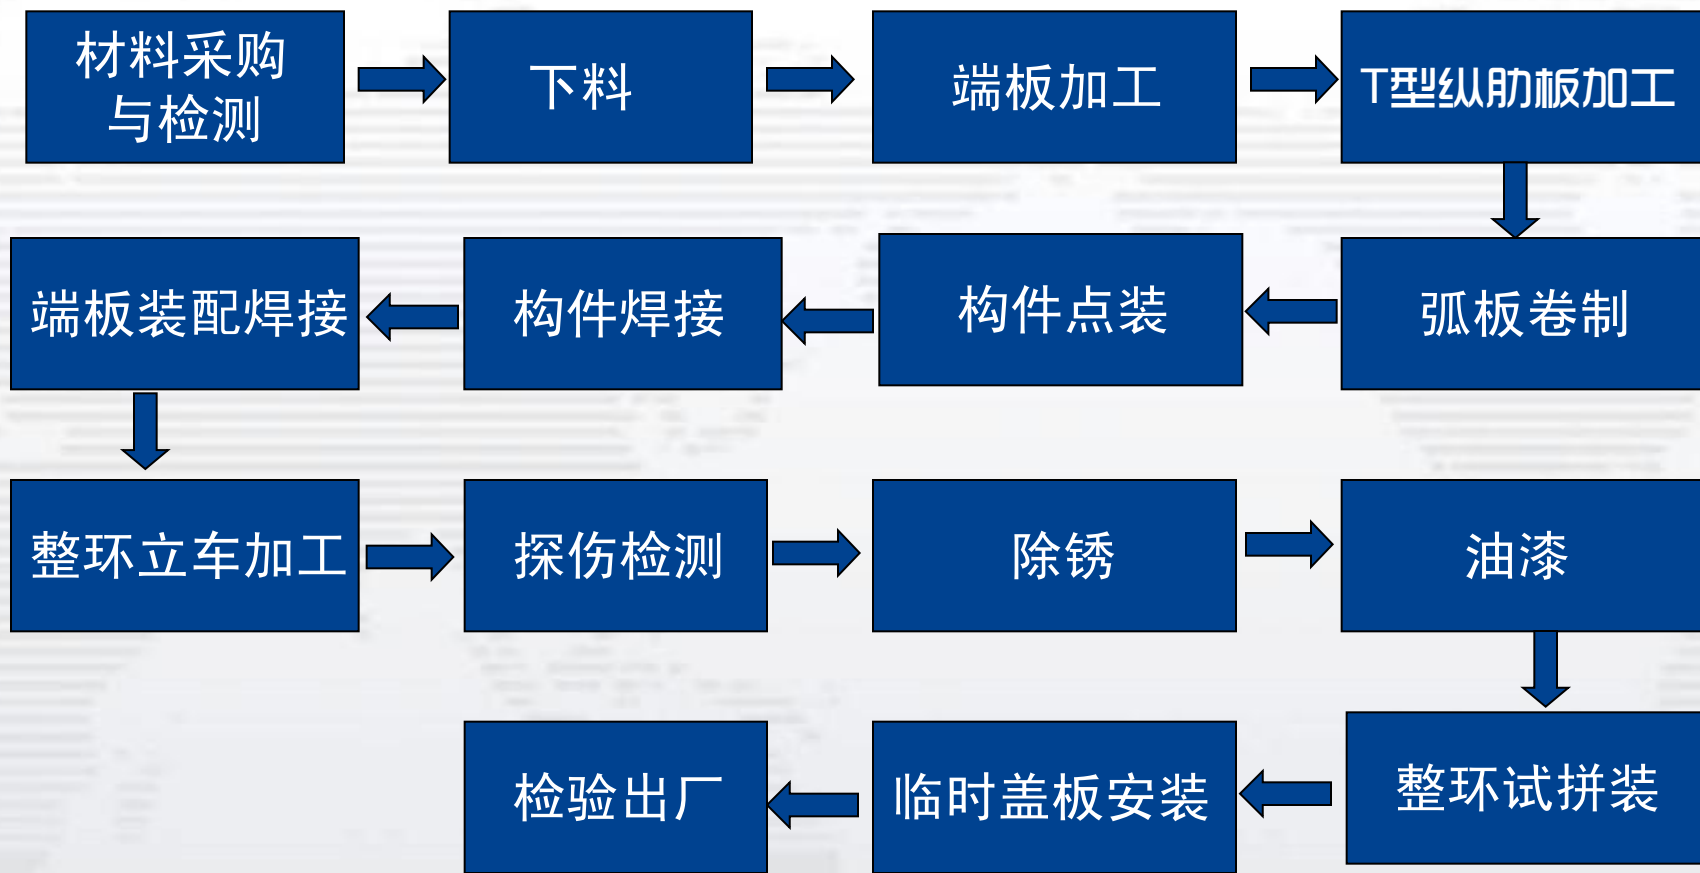 材料采购
与检测
下料
端板加工
T型纵肋板加工
弧板卷制
构件点装
构件焊接
端板装配焊接
整环立车加工
探伤检测
除锈
油漆
整环试拼装
临时盖板安装
检验出厂